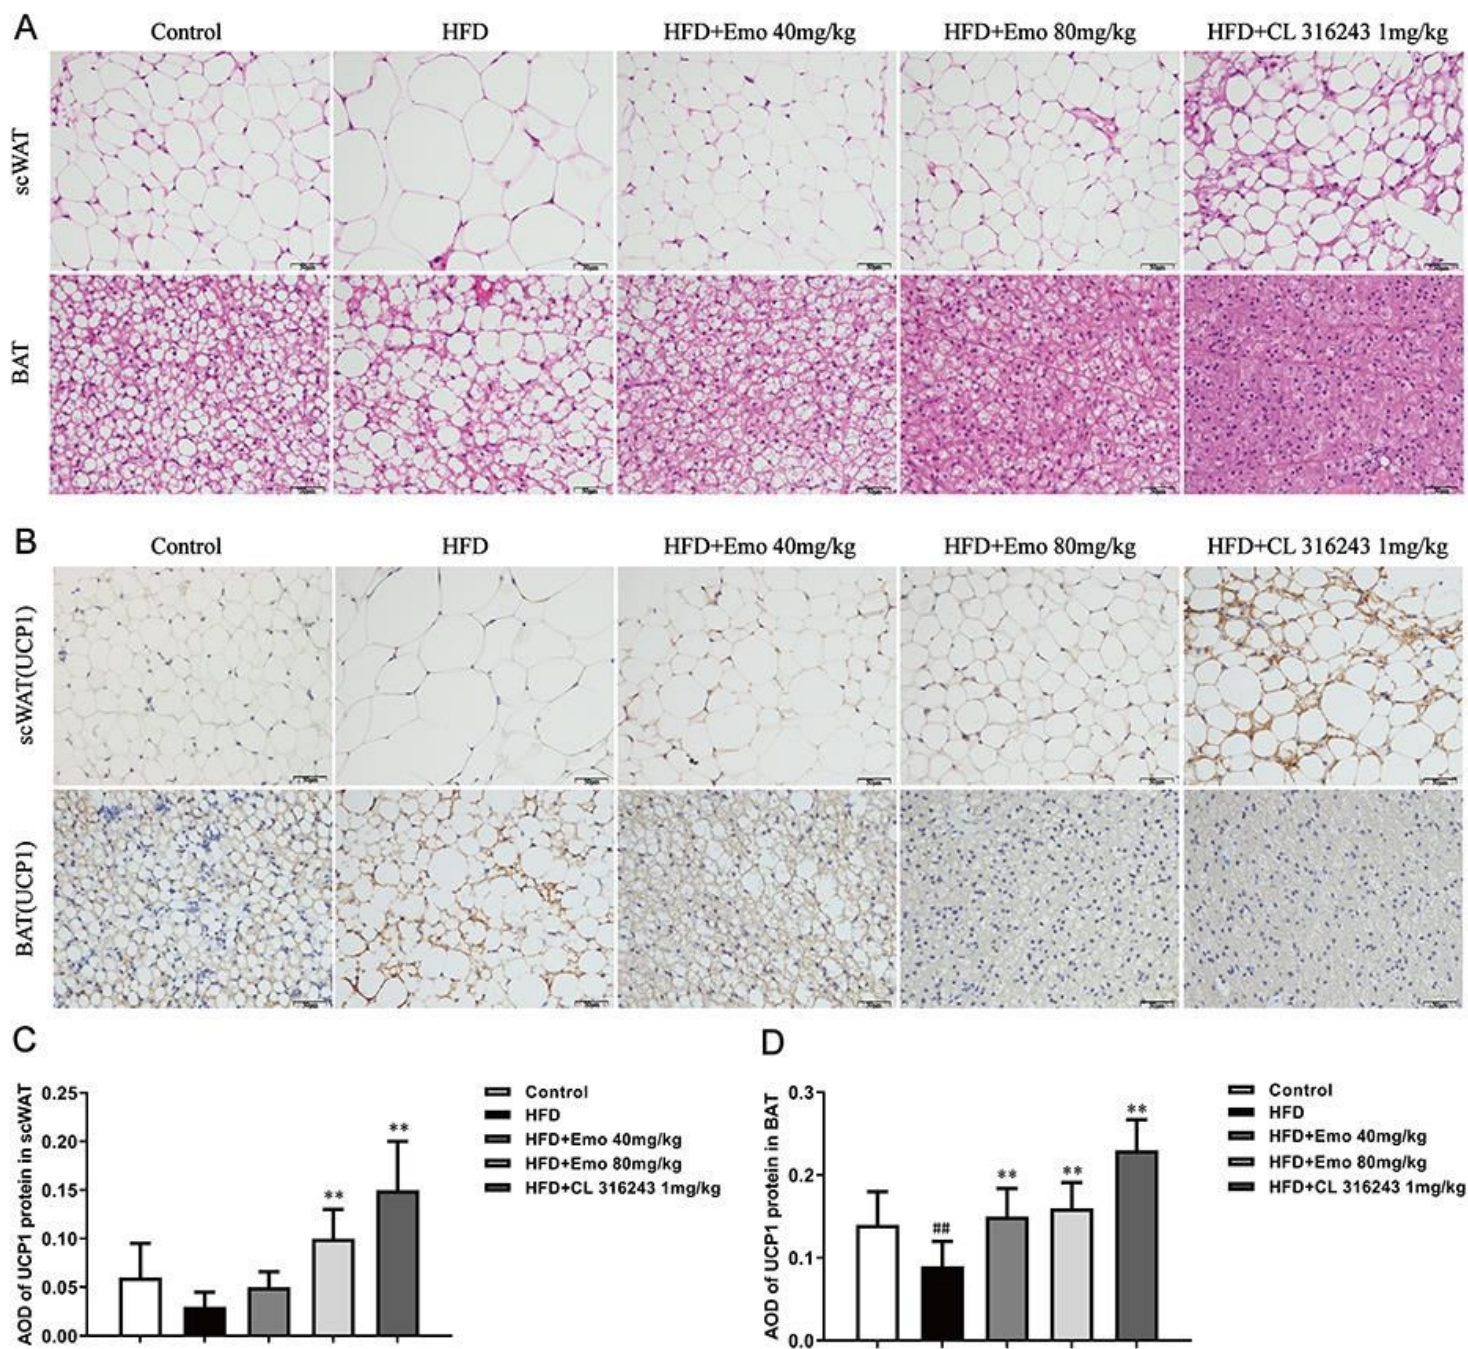 A
Control HFD HFD+Emo 40mg/kg HFD+Emo 80mg/kg HFD+CL 316243 1mg/kg
scWAT
BAT
B
Control HFD HFD+Emo 40mg/kg HFD+Emo 80mg/kg HFD+CL 316243 1mg/kg
scWAT(UCP1)
BAT(UCP1)
C
AOD of UCP1 protein in scWAT
0.25
0.20
0.15
0.10
0.05
0.00
**
**
Control
HFD
HFD+Emo 40mg/kg
HFD+Emo 80mg/kg
HFD+CL 316243 1mg/kg
D
AOD of UCP1 protein in BAT
0.3
0.2
0.1
0.0
##
**
**
**
Control
HFD
HFD+Emo 40mg/kg
HFD+Emo 80mg/kg
HFD+CL 316243 1mg/kg